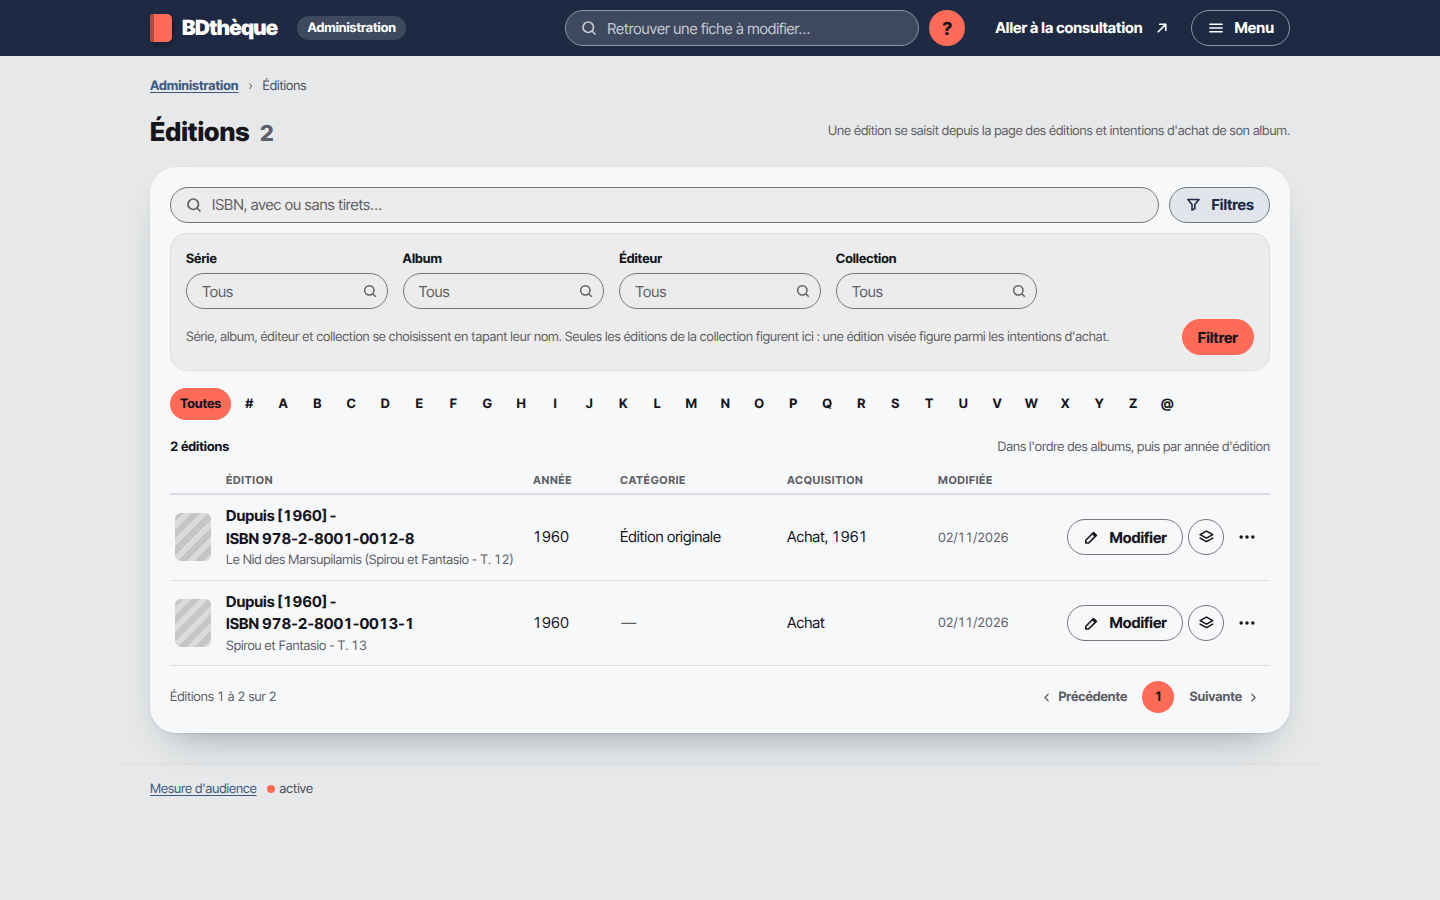 BDthèque
Administration
Retrouver une fiche à modifier...
?
Aller à la consultation
Menu
Administration › Éditions
Éditions 2
Une édition se saisit depuis la page des éditions et intentions d'achat de son album.
ISBN, avec ou sans tirets...
Filtres
Série
Album
Éditeur
Collection
Tous
Tous
Tous
Tous
Série, album, éditeur et collection se choisissent en tapant leur nom. Seules les éditions de la collection figurent ici : une édition visée figure parmi les intentions d'achat.
Filtrer
Toutes # A B C D E F G H I J K L M N O P Q R S T U V W X Y Z @
2 éditions
Dans l'ordre des albums, puis par année d'édition
ÉDITION ANNÉE CATÉGORIE ACQUISITION MODIFIÉE
Dupuis [1960] -
ISBN 978-2-8001-0012-8
Le Nid des Marsupilamis (Spirou et Fantasio - T. 12)
1960
Édition originale
Achat, 1961
02/11/2026
Modifier
Dupuis [1960] -
ISBN 978-2-8001-0013-1
Spirou et Fantasio - T. 13
1960
—
Achat
02/11/2026
Modifier
Éditions 1 à 2 sur 2
‹ Précédente
1
Suivante ›
Mesure d'audience
active